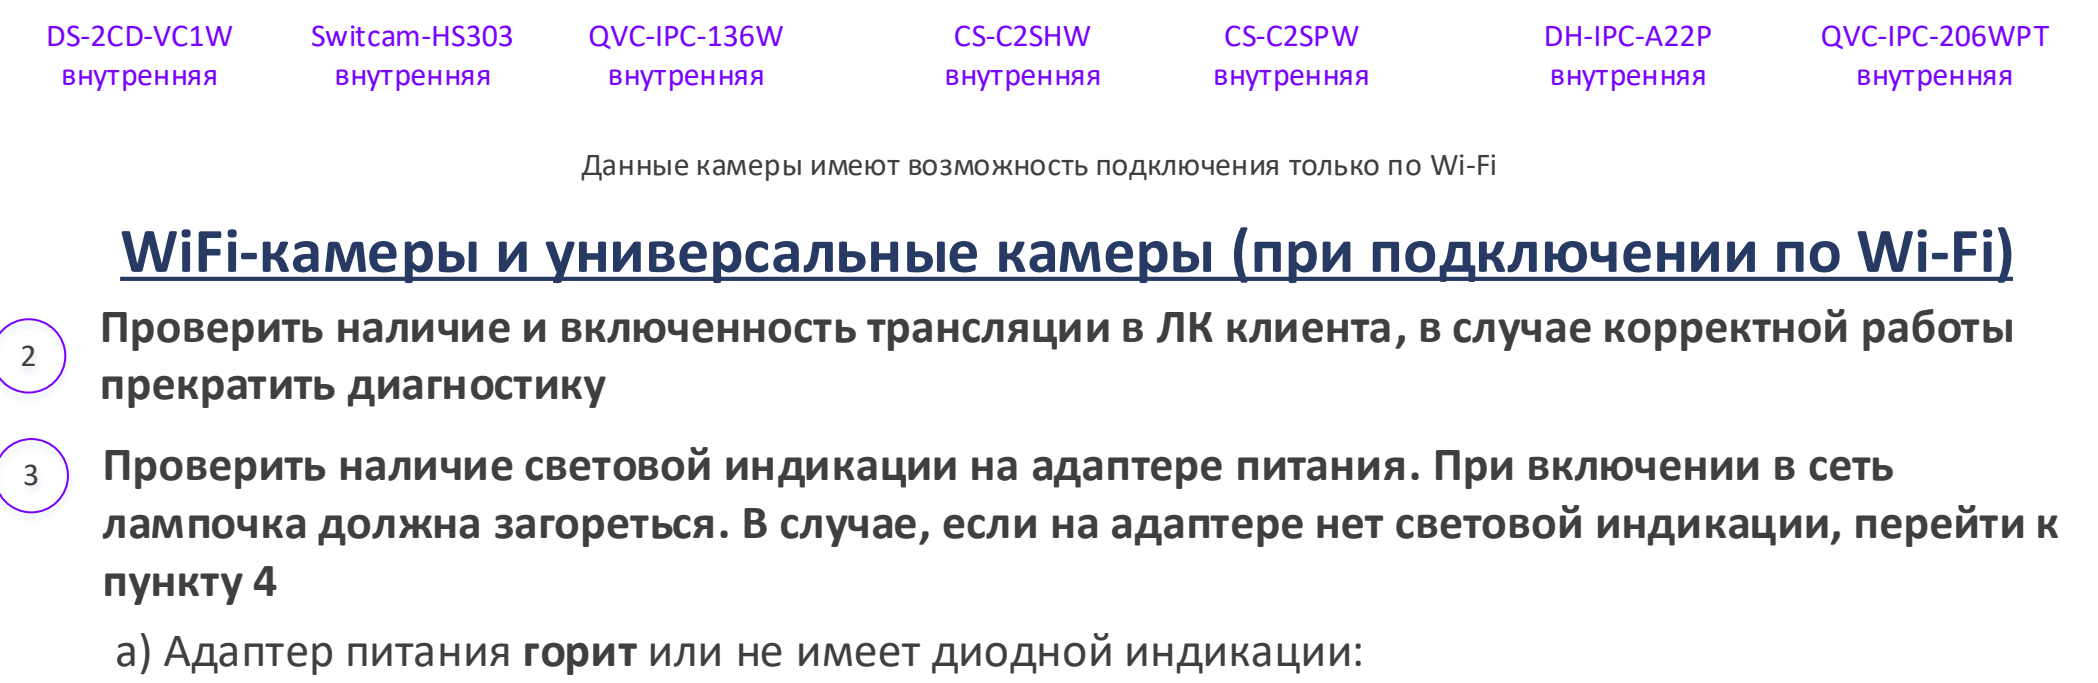 DS-2CD-VC1W Switcam-HS303 QVC-IPC-136W CS-C2SHW CS-C2SPW DH-IPC-A22P QVC-IPC-206WPT
внутренняя внутренняя внутренняя внутренняя внутренняя внутренняя внутренняя
Данные камеры имеют возможность подключения только по Wi-Fi
WiFi-камеры и универсальные камеры (при подключении по Wi-Fi)
2 Проверить наличие и включенность трансляции в ЛК клиента, в случае корректной работы
прекратить диагностику
3 Проверить наличие световой индикации на адаптере питания. При включении в сеть
лампочка должна загореться. В случае, если на адаптере нет световой индикации, перейти к
пункту 4
а) Адаптер питания горит или не имеет диодной индикации: